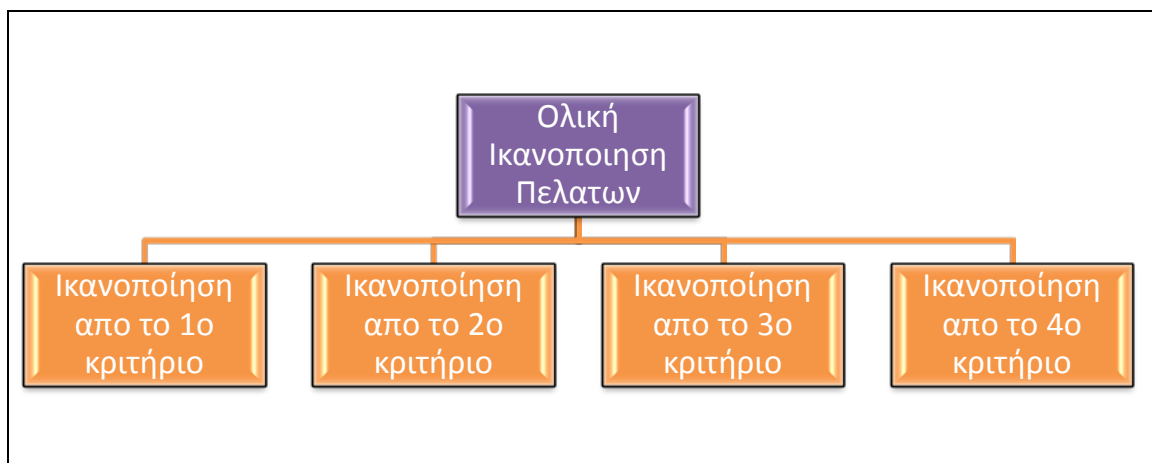 Ολική
Ικανοποιηση
Πελατων
Ικανοποίηση
απο το 1ο
κριτήριο
Ικανοποίηση
απο το 2ο
κριτήριο
Ικανοποίηση
απο το 3ο
κριτήριο
Ικανοποίηση
απο το 4ο
κριτήριο